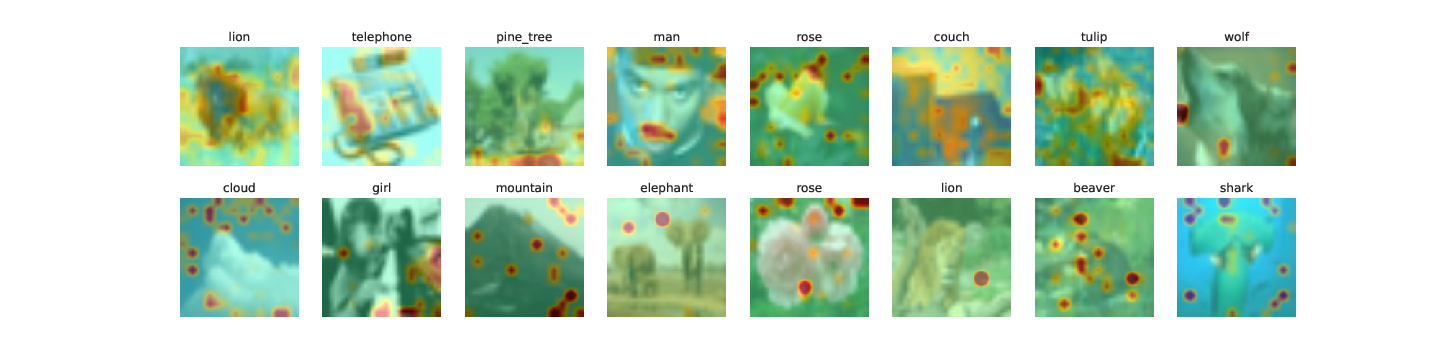 lion telephone pine_tree man rose couch tulip wolf
cloud girl mountain elephant rose lion beaver shark